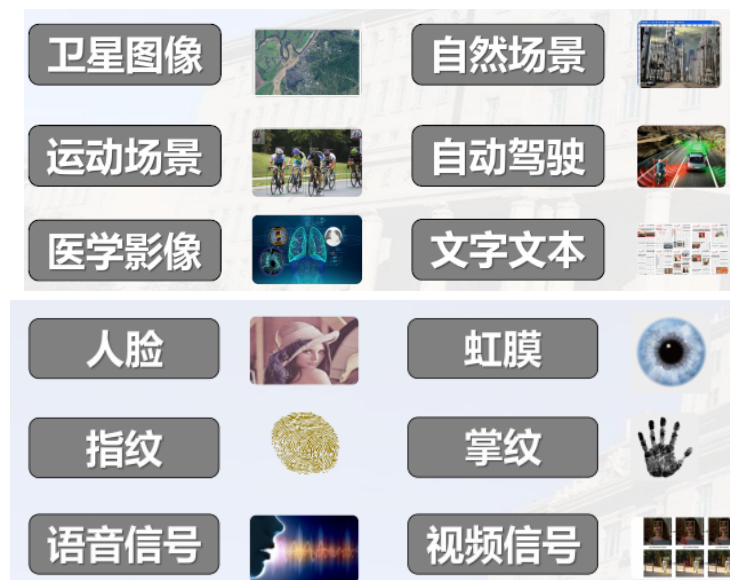 卫星图像
自然场景
运动场景
自动驾驶
医学影像
文字文本
人脸
虹膜
指纹
掌纹
语音信号
视频信号